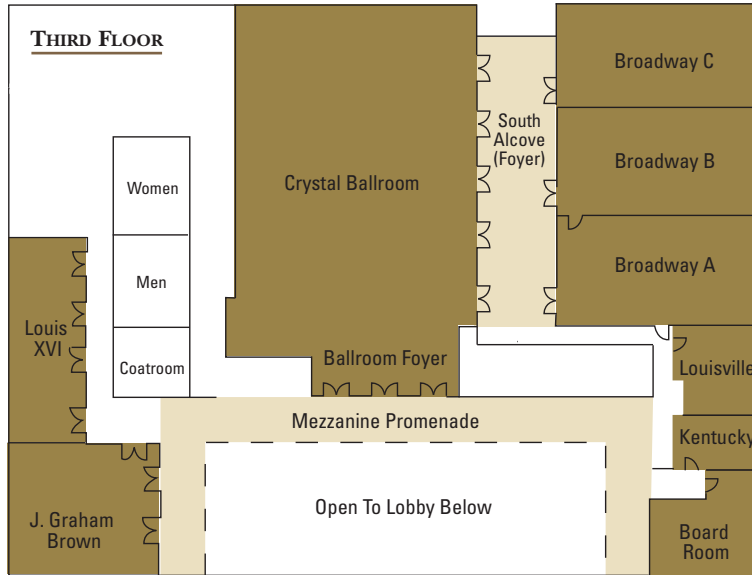 THIRD FLOOR
Broadway C
South
Alcove
(Foyer)
Broadway B
Crystal Ballroom
Women
Broadway A
Men
Louis
XVI
Coatroom
Ballroom Foyer
Louisville
Mezzanine Promenade
Kentucky
Open To Lobby Below
J. Graham
Brown
Board
Room